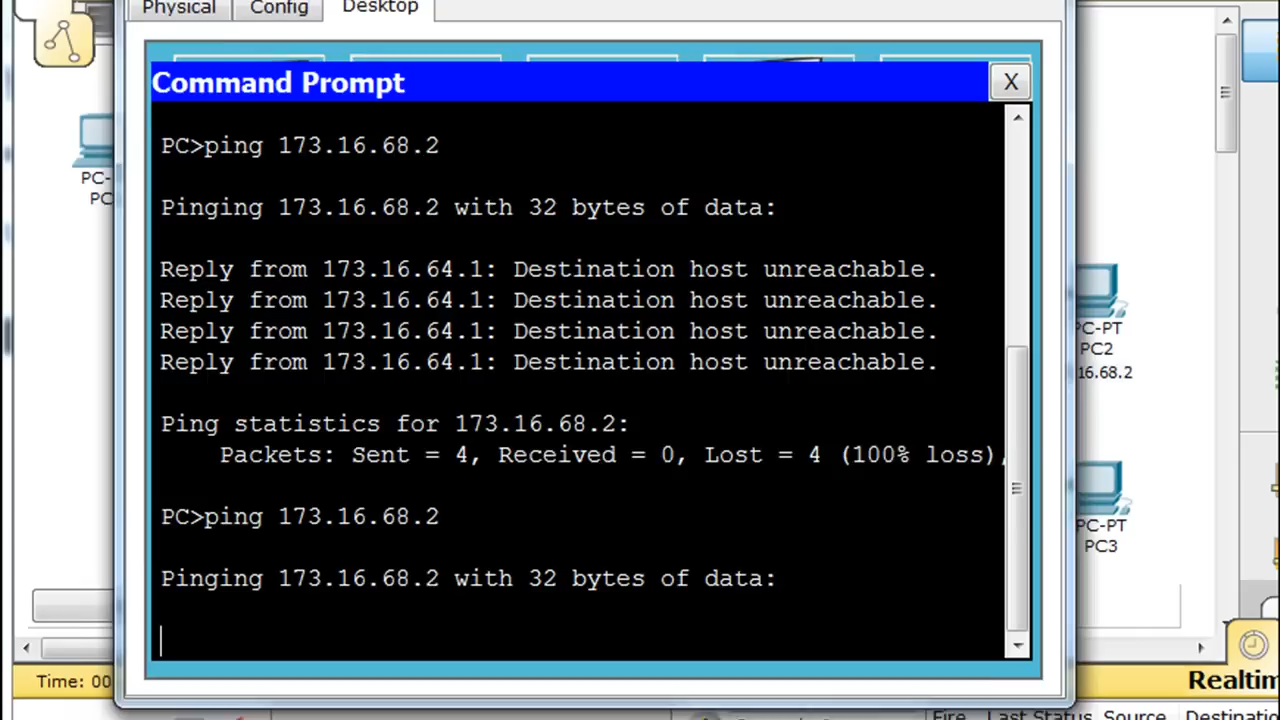 Physical
Config
Desktop
Command Prompt
X
PC>ping 173.16.68.2
Pinging 173.16.68.2 with 32 bytes of data:
Reply from 173.16.64.1: Destination host unreachable.
Reply from 173.16.64.1: Destination host unreachable.
Reply from 173.16.64.1: Destination host unreachable.
Reply from 173.16.64.1: Destination host unreachable.
Ping statistics for 173.16.68.2:
Packets: Sent = 4, Received = 0, Lost = 4 (100% loss),
PC>ping 173.16.68.2
Pinging 173.16.68.2 with 32 bytes of data:
PC-
PC
PC-PT
PC2
16.68.2
PC-PT
PC3
Time: 00
Realtim
Fire
Last Status
Source
Destinatio